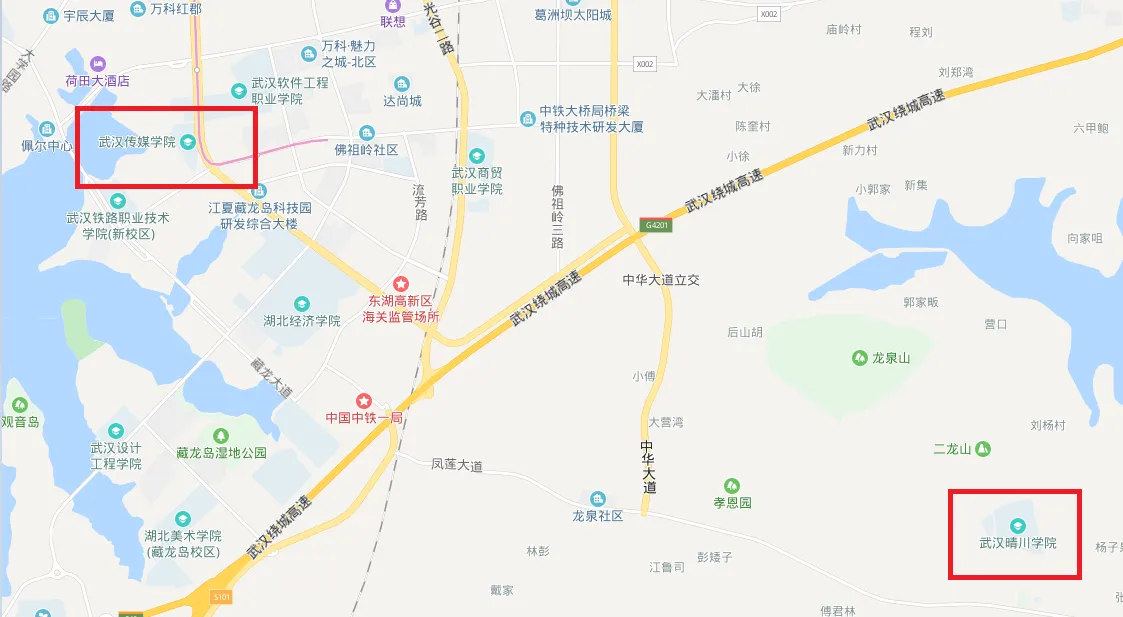 宇辰大厦
万科红郡
联想
光谷二路
葛洲坝太阳城
X002
庙岭村
程刘
大学园路
荷田大酒店
万科·魅力
之城-北区
X002
刘郑湾
武汉软件工程
职业学院
达尚城
大潘村
大徐
武汉绕城高速
佩尔中心
武汉传媒学院
佛祖岭社区
中铁大桥局桥梁
特种技术研发大厦
陈奎村
六甲鲍
小徐
新力村
武汉商贸
职业学院
武汉绕城高速
小郭家
新集
武汉铁路职业技术
学院(新校区)
江夏藏龙岛科技园
研发综合大楼
流芳路
佛祖岭三路
G4201
向家咀
中华大道立交
武汉绕城高速
东湖高新区
海关监管场所
湖北经济学院
郭家畈
营口
后山胡
龙泉山
藏龙大道
小傅
观音岛
中国中铁一局
大营湾
刘杨村
武汉设计
工程学院
藏龙岛湿地公园
中华大道
二龙山
凤莲大道
孝恩园
龙泉社区
武汉绕城高速
湖北美术学院
(藏龙岛校区)
武汉晴川学院
林彭
彭矮子
江鲁司
戴家
S101
傅君林